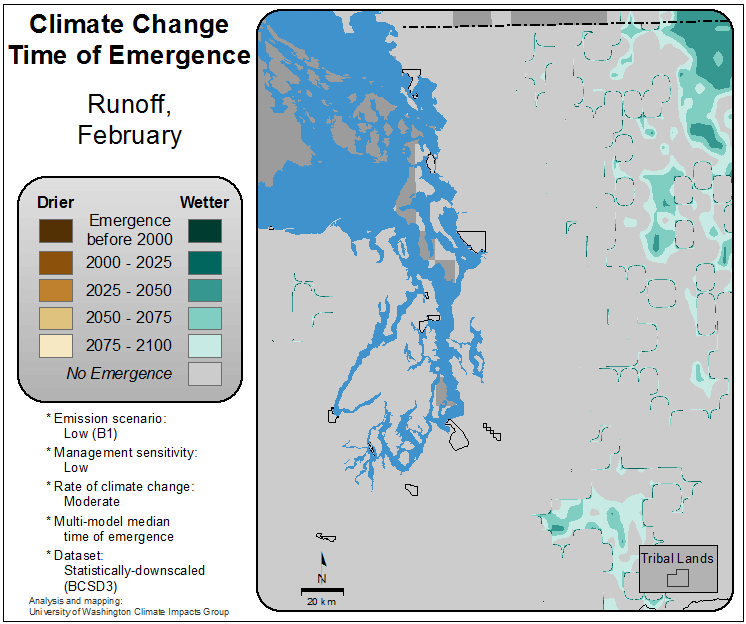 Climate Change
Time of Emergence
Runoff,
February
Drier
Wetter
Emergence
before 2000
2000 - 2025
2025 - 2050
2050 - 2075
2075 - 2100
No Emergence
* Emission scenario:
Low (B1)
* Management sensitivity:
Low
* Rate of climate change:
Moderate
* Multi-model median
time of emergence
* Dataset:
Statistically-downscaled
(BCSD3)
Analysis and mapping:
University of Washington Climate Impacts Group
N
20 km
Tribal Lands